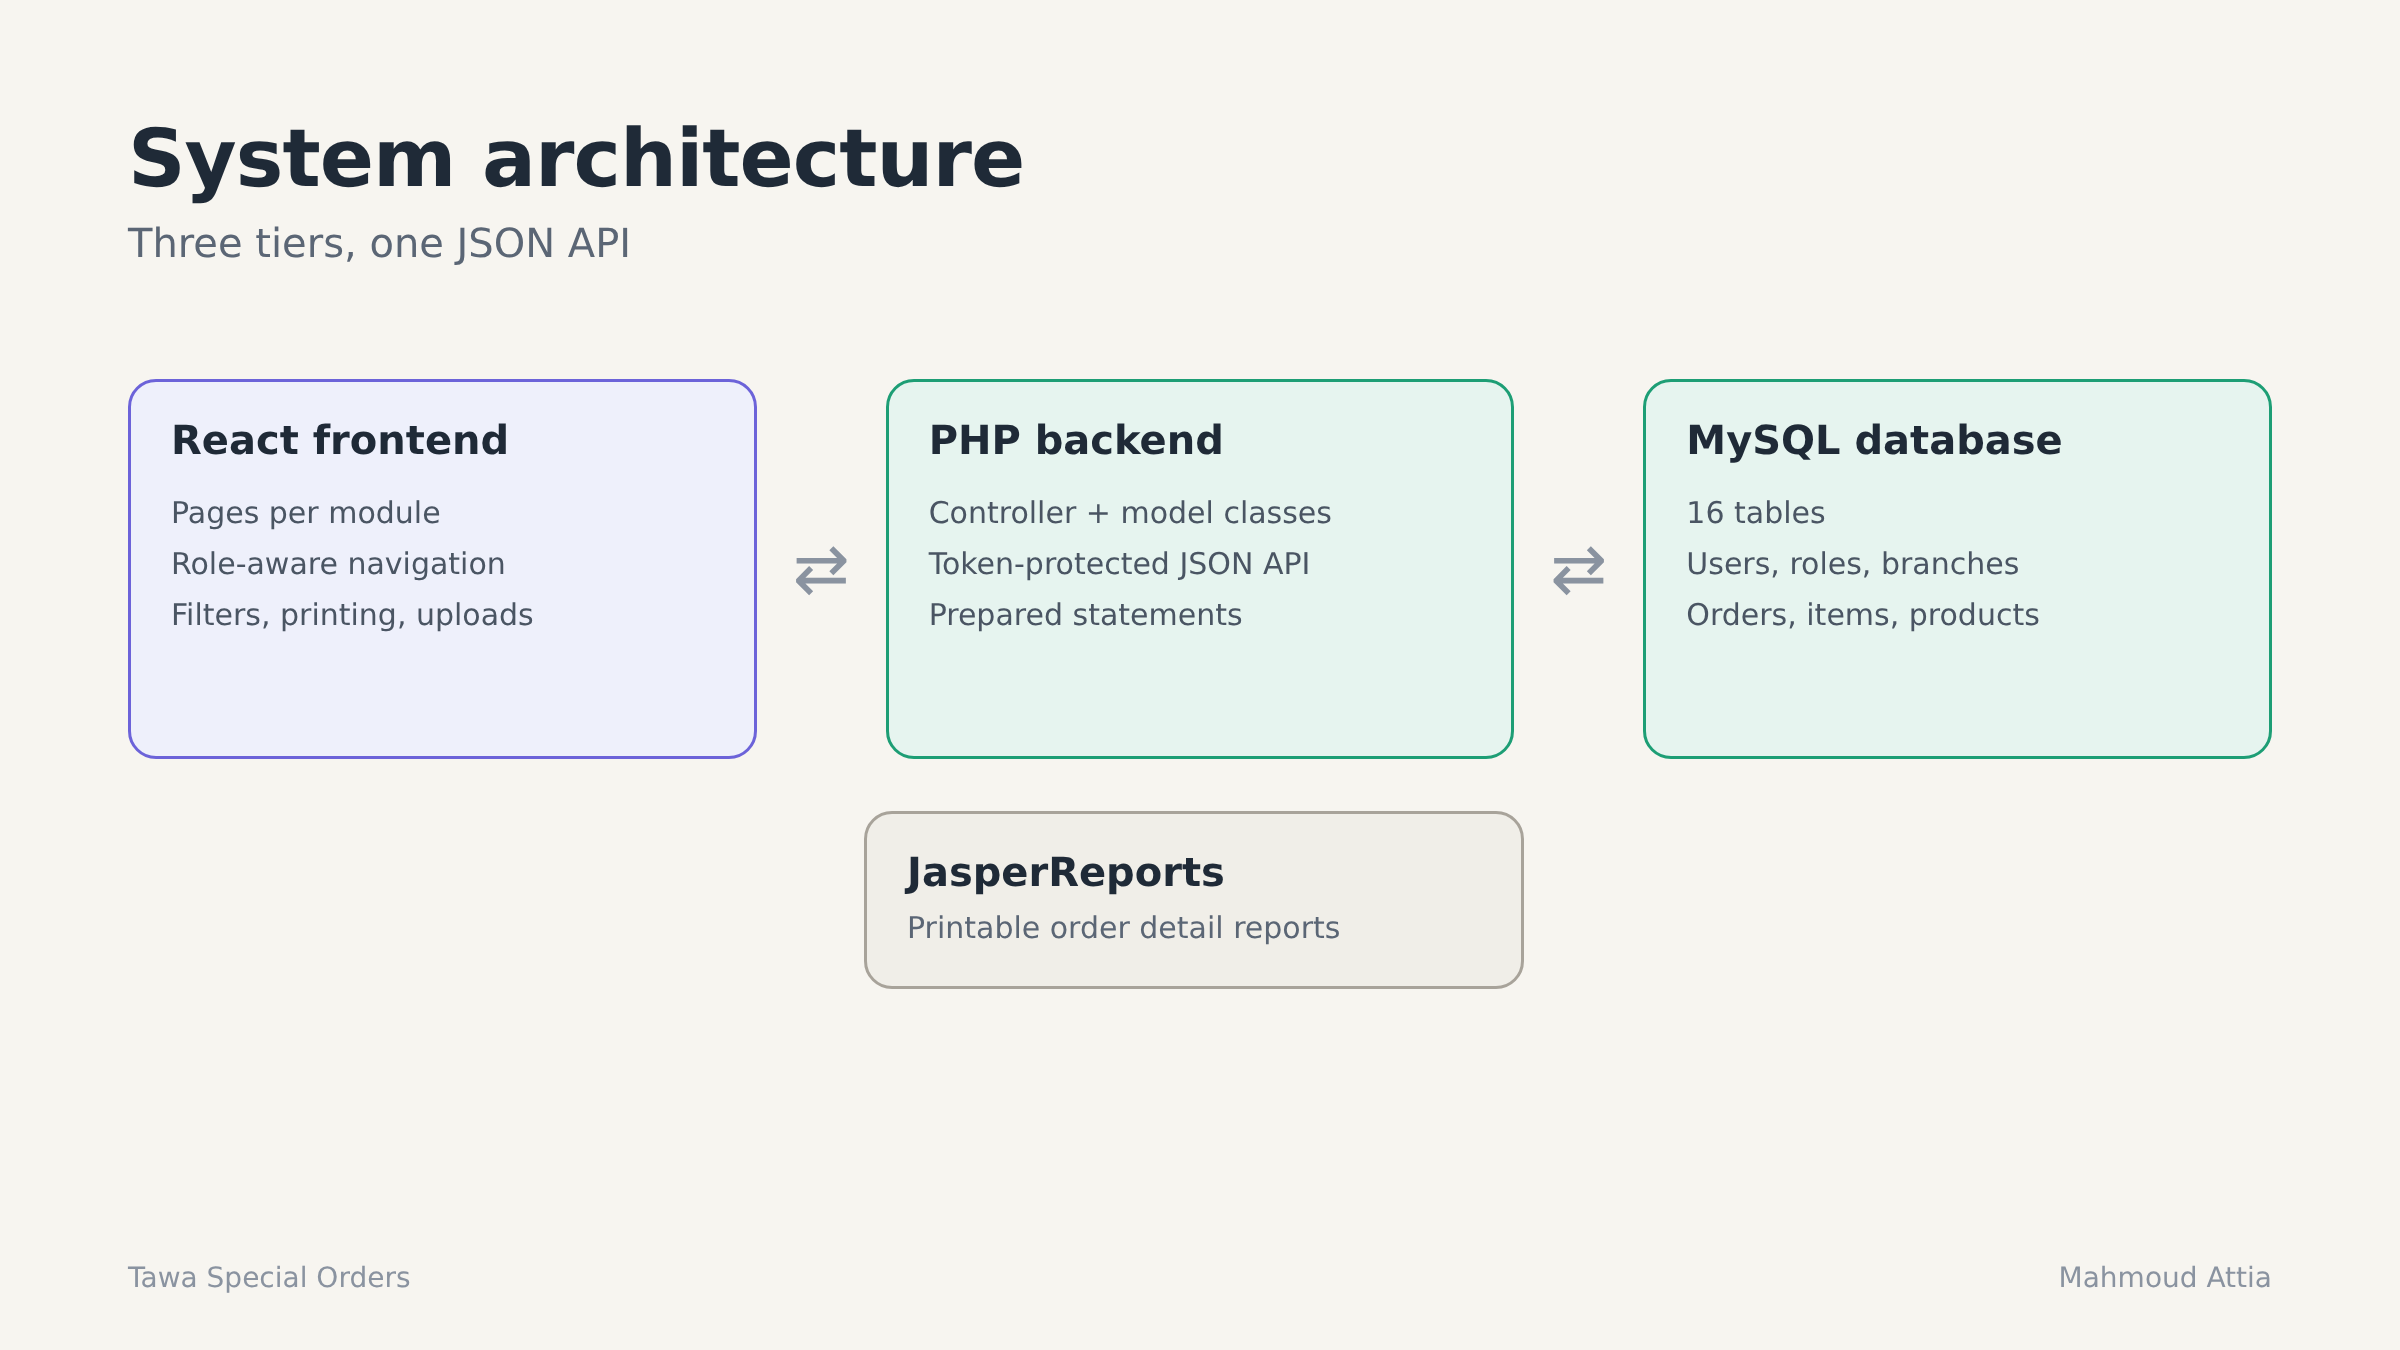 System architecture
Three tiers, one JSON API
React frontend
Pages per module
Role-aware navigation
Filters, printing, uploads
⇄
PHP backend
Controller + model classes
Token-protected JSON API
Prepared statements
⇄
MySQL database
16 tables
Users, roles, branches
Orders, items, products
JasperReports
Printable order detail reports
Tawa Special Orders
Mahmoud Attia